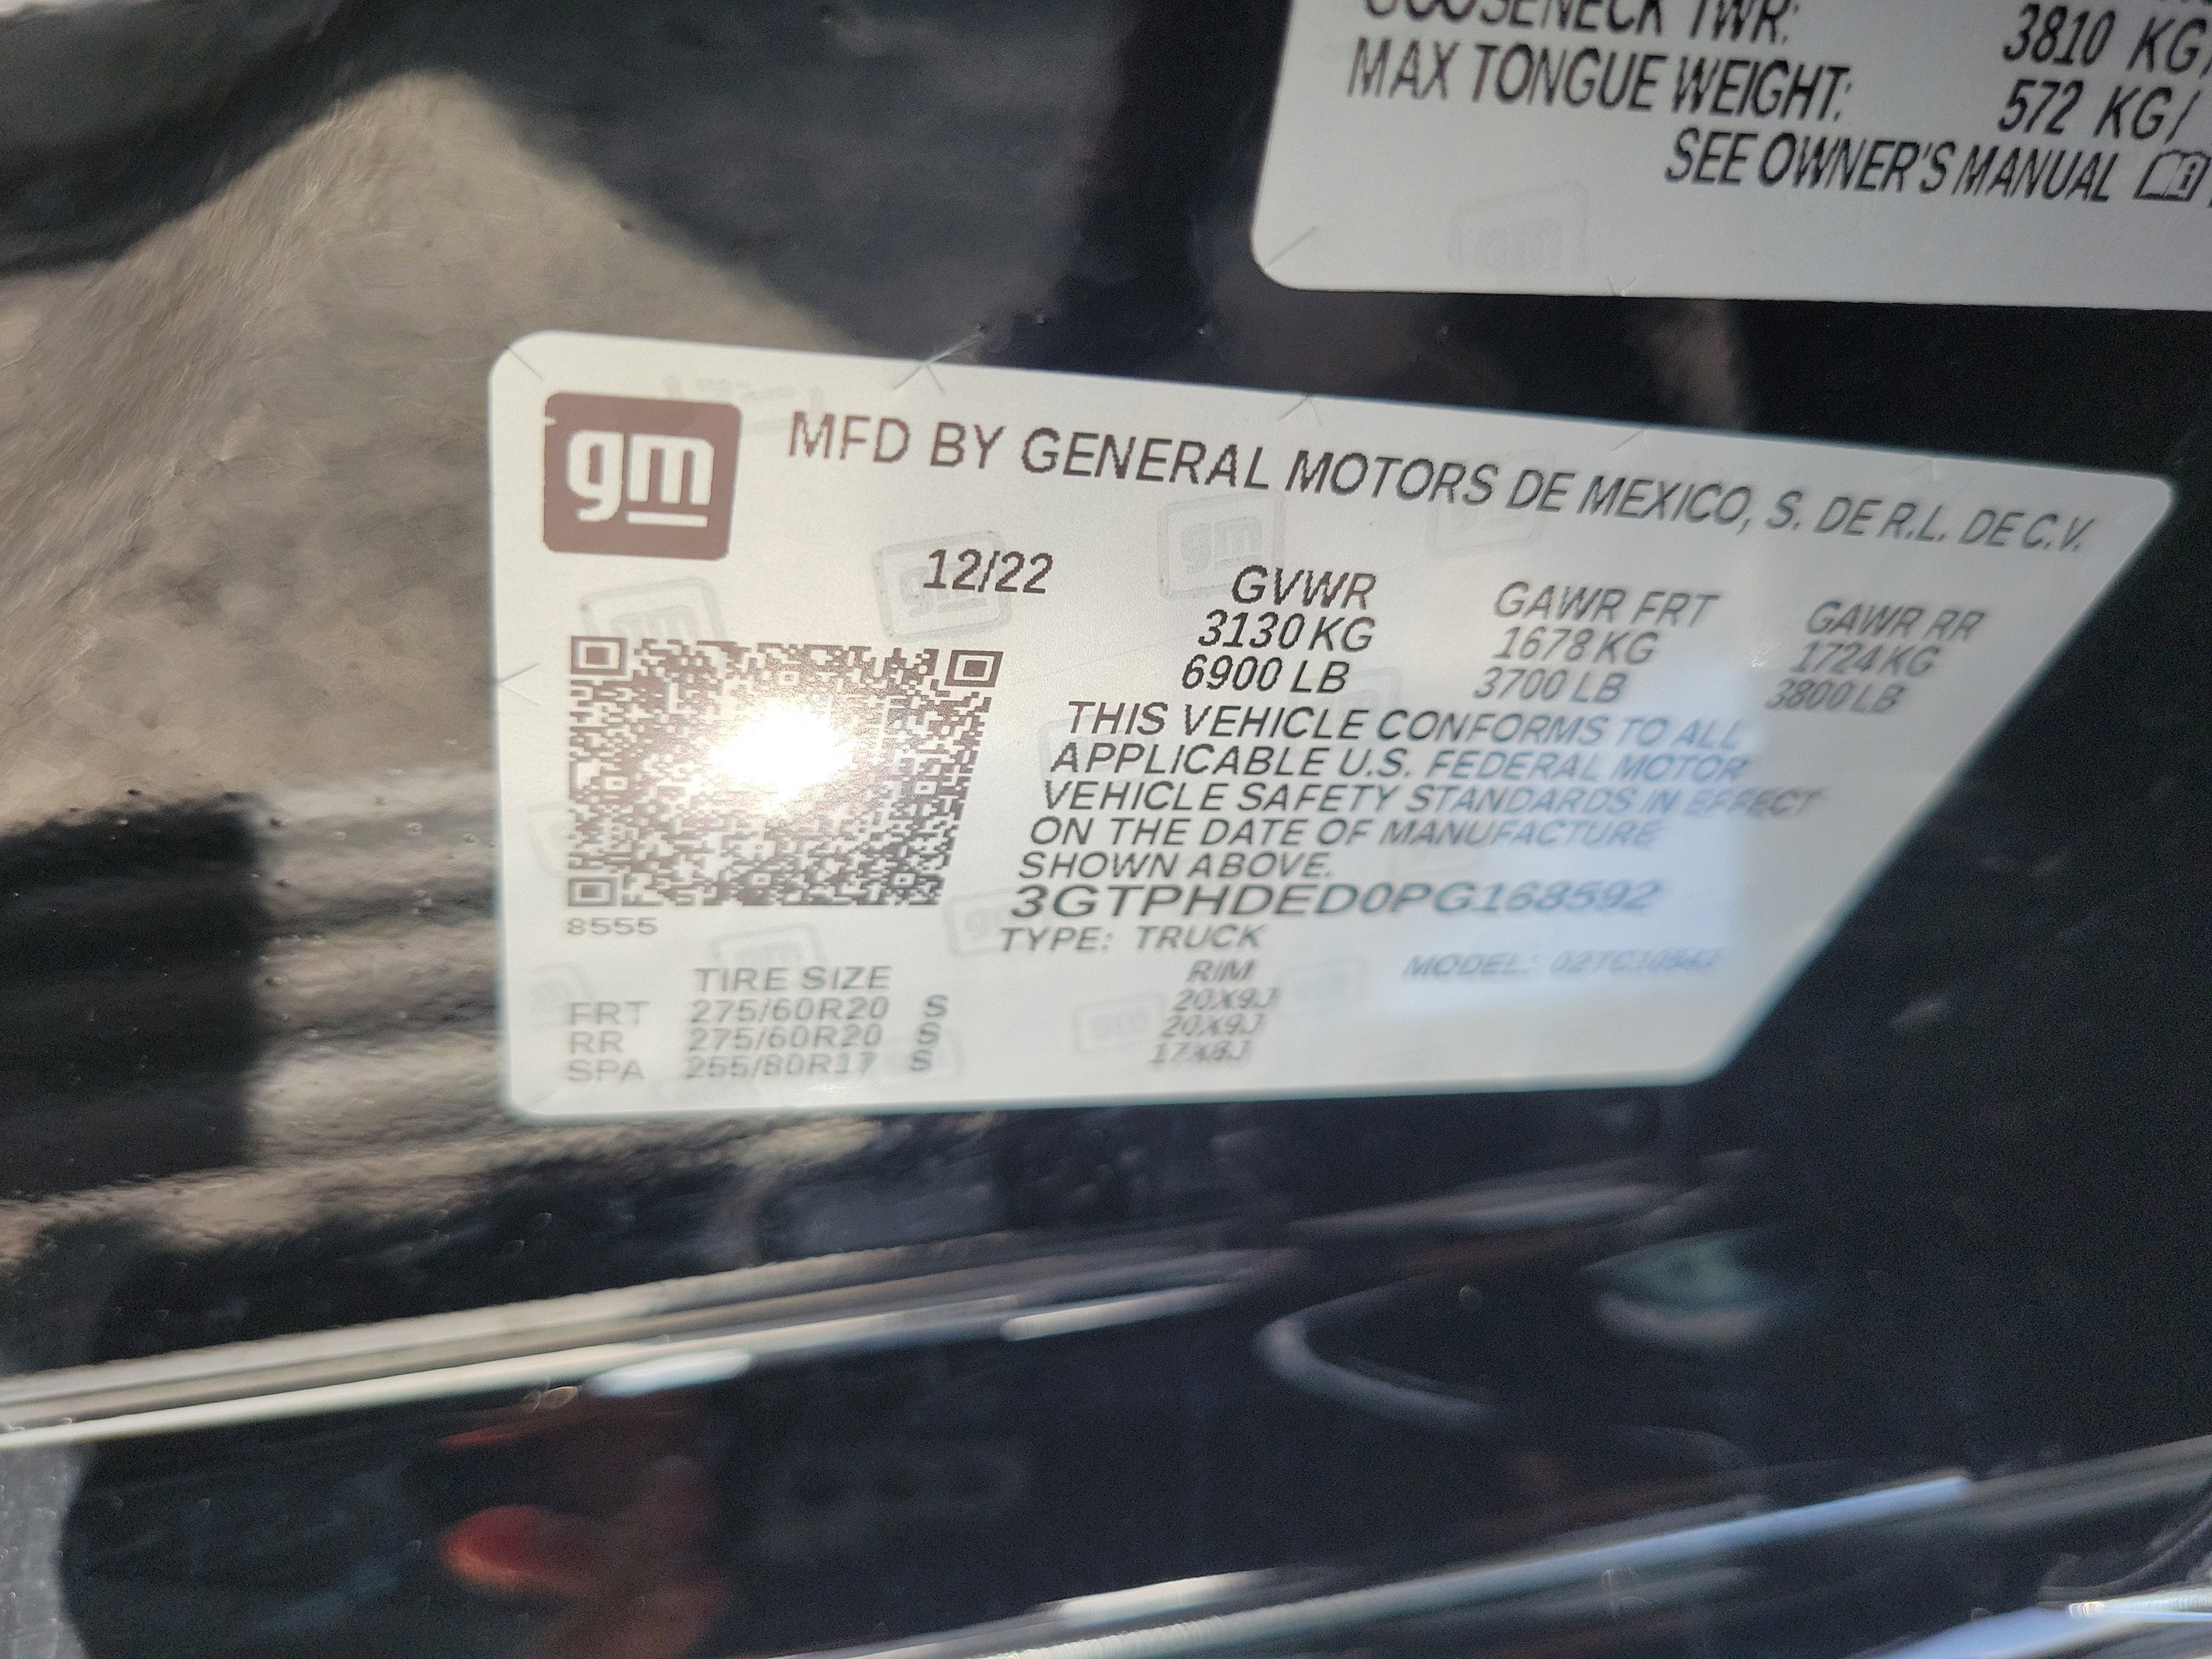 GOOSENECK TWR: 3810 KG/
MAX TONGUE WEIGHT: 572 KG/
SEE OWNER'S MANUAL
gm MFD BY GENERAL MOTORS DE MEXICO, S. DE R.L. DE C.V.
12/22 GVWR GAWR FRT GAWR RR
3130 KG 1678 KG 1724 KG
6900 LB 3700 LB 3800 LB
THIS VEHICLE CONFORMS TO ALL
APPLICABLE U.S. FEDERAL MOTOR
VEHICLE SAFETY STANDARDS IN EFFECT
ON THE DATE OF MANUFACTURE
SHOWN ABOVE.
3GTPHDED0PG168592
8555
TYPE: TRUCK
MODEL:
TIRE SIZE RIM
FRT 275/60R20 S 20X9J
RR 275/60R20 S 20X9J
SPA 255/80R17 S 17X8J